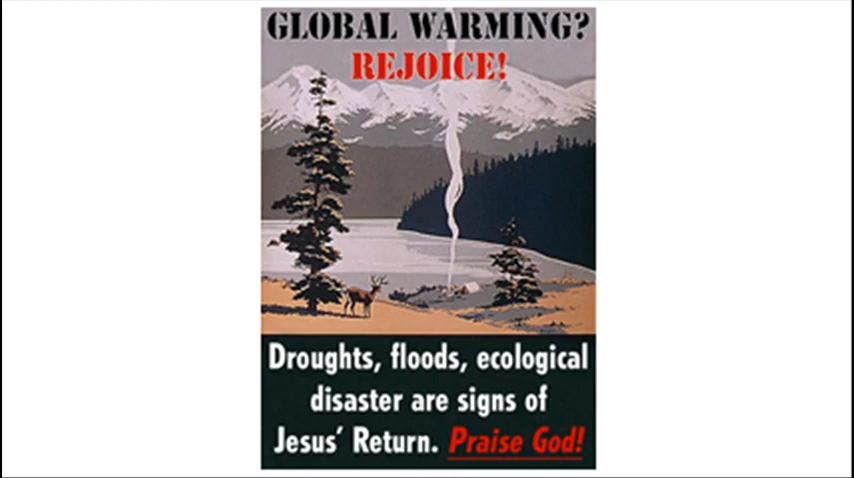 GLOBAL WARMING?
REJOICE!
Droughts, floods, ecological
disaster are signs of
Jesus' Return. Praise God!